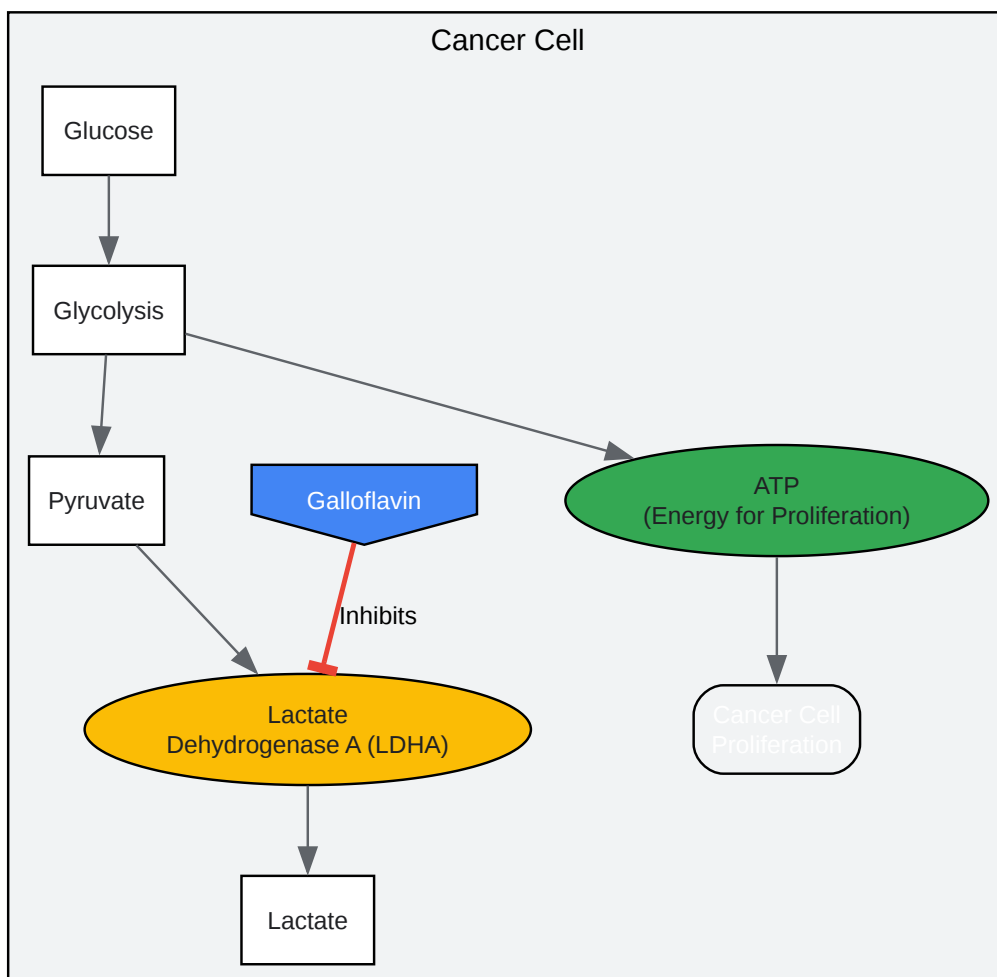 Cancer Cell
Glucose
Glycolysis
Pyruvate
Galloflavin
ATP
(Energy for Proliferation)
Inhibits
Lactate
Dehydrogenase A (LDHA)
Cancer Cell
Proliferation
Lactate